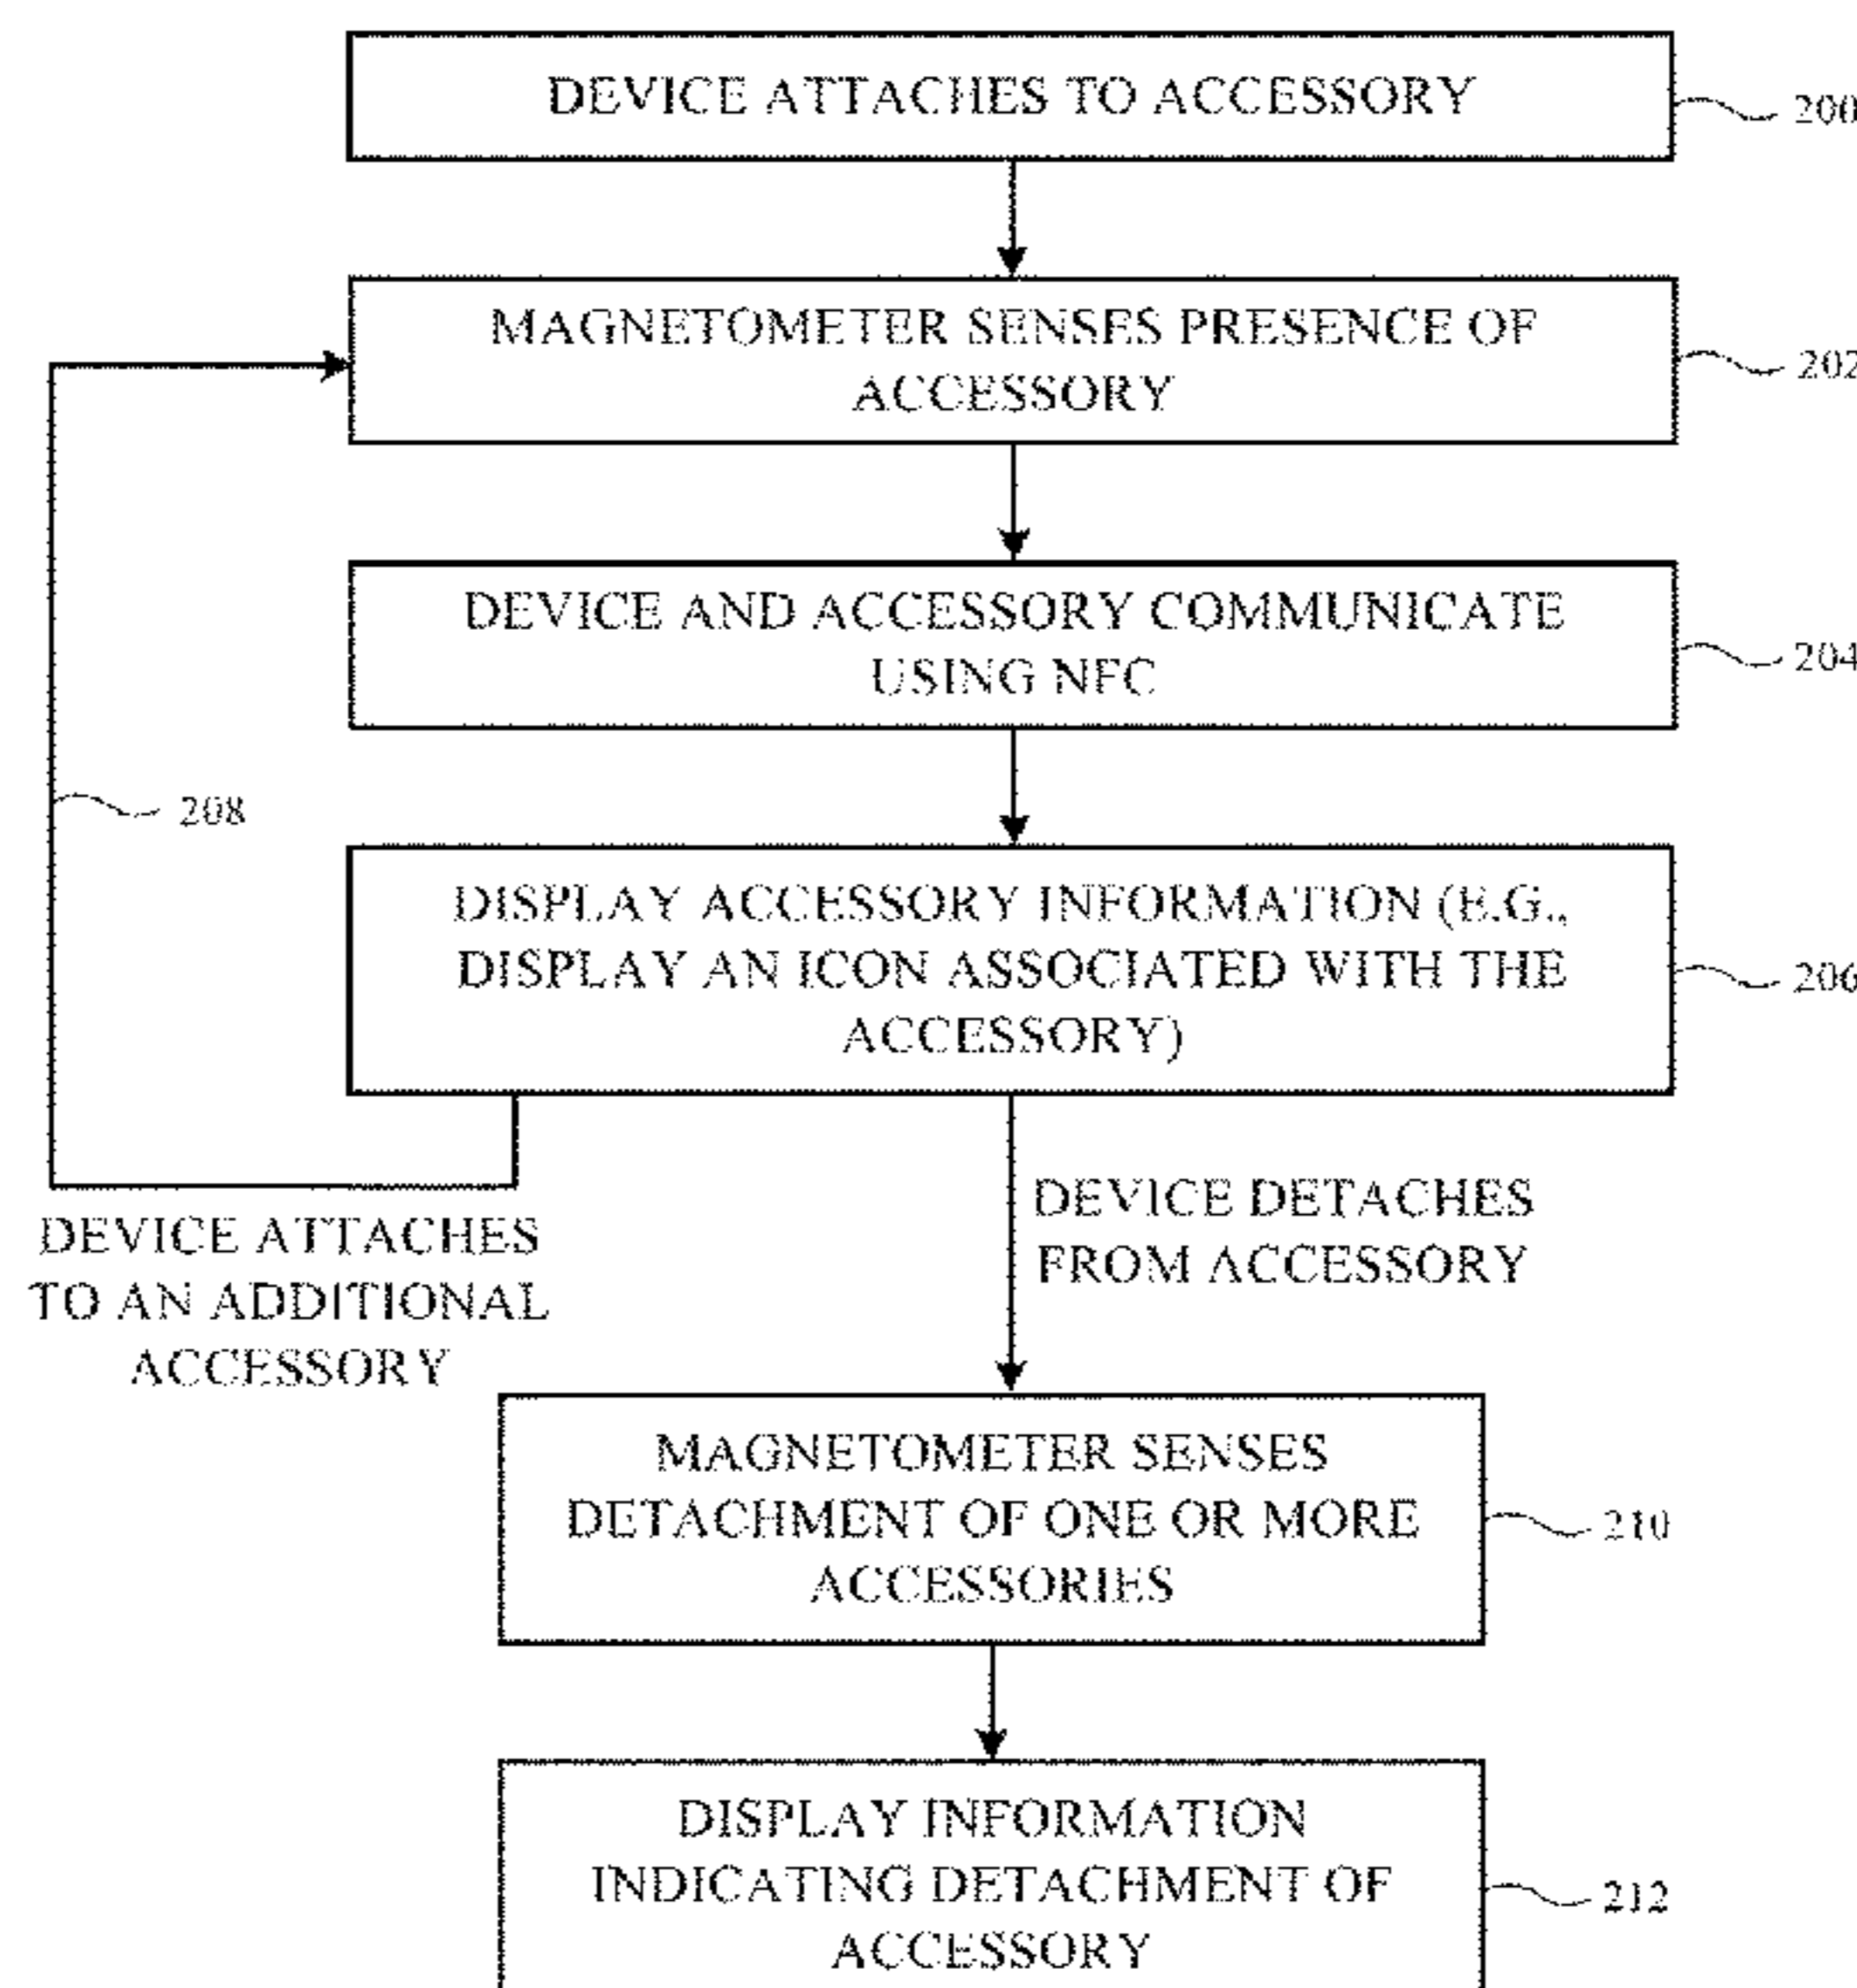 DEVICE ATTACHES TO ACCESSORY
200
MAGNETOMETER SENSES PRESENCE OF
ACCESSORY
202
DEVICE AND ACCESSORY COMMUNICATE
USING NFC
204
208
DISPLAY ACCESSORY INFORMATION (E.G.,
DISPLAY AN ICON ASSOCIATED WITH THE
ACCESSORY)
206
DEVICE ATTACHES
TO AN ADDITIONAL
ACCESSORY
DEVICE DETACHES
FROM ACCESSORY
MAGNETOMETER SENSES
DETACHMENT OF ONE OR MORE
ACCESSORIES
210
DISPLAY INFORMATION
INDICATING DETACHMENT OF
ACCESSORY
212